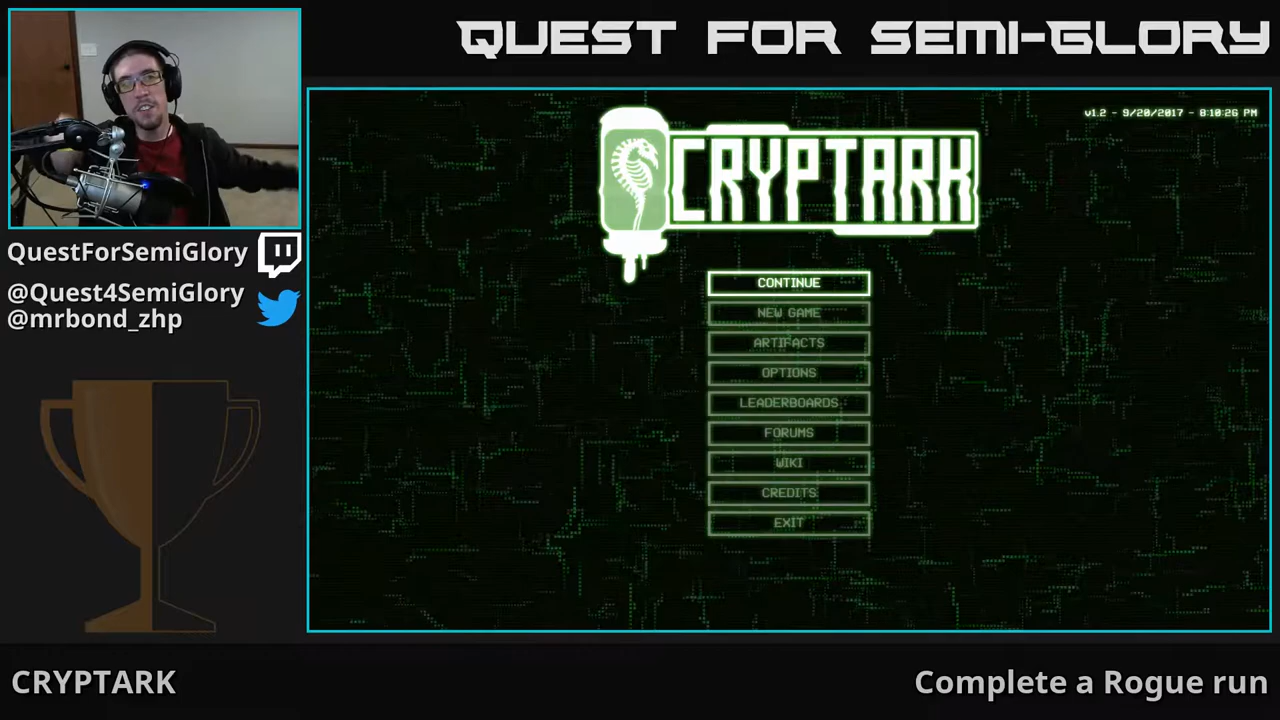 QUEST FOR SEMI-GLORY
QuestForSemiGlory
@Quest4SemiGlory
@mrbond_zhp
v1.2 - 9/20/2017 - 8:10:26 PM
CRYPTARK
CONTINUE
NEW GAME
ARTIFACTS
OPTIONS
LEADERBOARDS
FORUMS
WIKI
CREDITS
EXIT
CRYPTARK
Complete a Rogue run